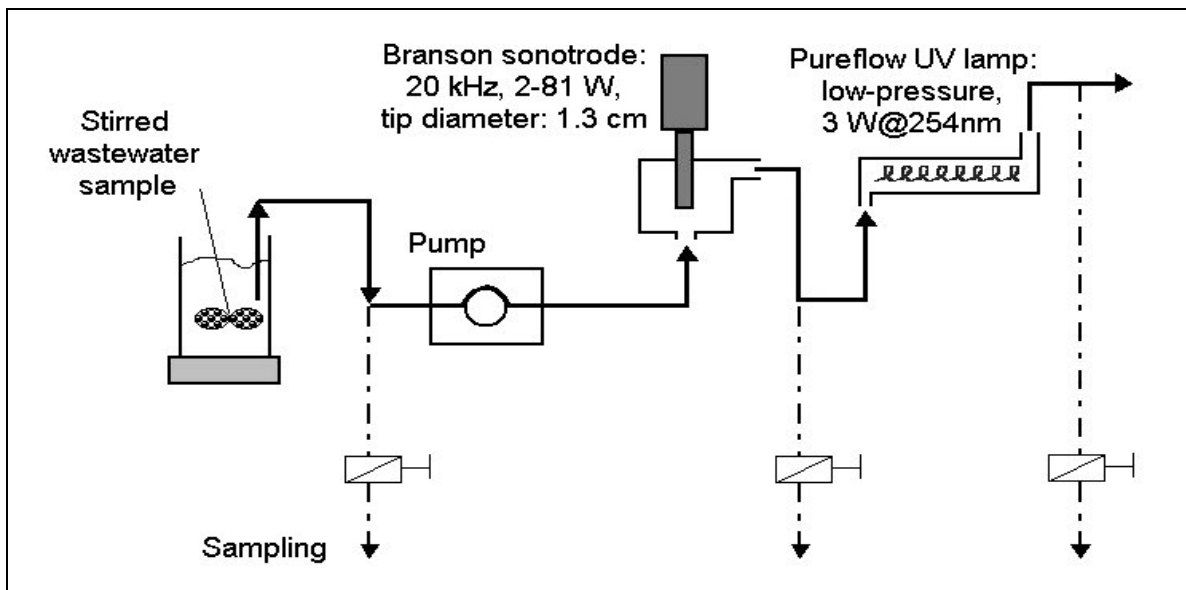 Branson sonotrode:
20 kHz, 2-81 W,
tip diameter: 1.3 cm
Pureflow UV lamp:
low-pressure,
3 W@254nm
Stirred
wastewater
sample
Pump
Sampling